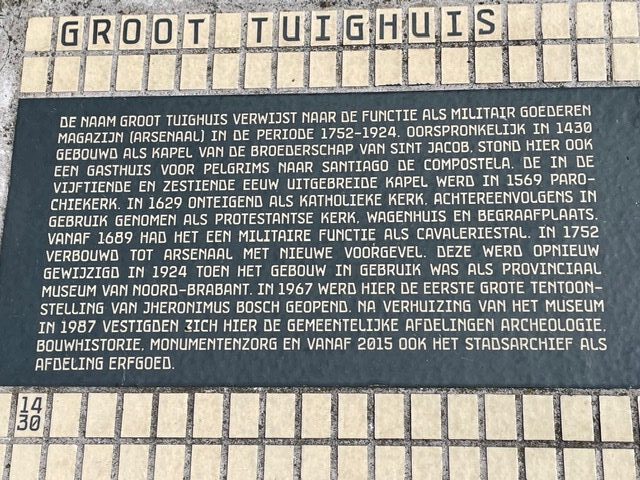 GROOT TUIGHUIS
DE NAAM GROOT TUIGHUIS VERWIJST NAAR DE FUNCTIE ALS MILITAIR GOEDEREN
MAGAZIJN (ARSENAAL) IN DE PERIODE 1752-1924. OORSPRONKELIJK IN 1430
GEBOUWD ALS KAPEL VAN DE BROEDERSCHAP VAN SINT JACOB, STOND HIER OOK
EEN GASTHUIS VOOR PELGRIMS NAAR SANTIAGO DE COMPOSTELA. DE IN DE
VIJFTIENDE EN ZESTIENDE EEUW UITGEBREIDE KAPEL WERD IN 1569 PARO-
CHIEKERK. IN 1629 ONTEIGEND ALS KATHOLIEKE KERK. ACHTEREENVOLGENS IN
GEBRUIK GENOMEN ALS PROTESTANTSE KERK, WAGENHUIS EN BEGRAAFPLAATS.
VANAF 1689 HAD HET EEN MILITAIRE FUNCTIE ALS CAVALERIESTAL. IN 1752
VERBOUWD TOT ARSENAAL MET NIEUWE VOORGEVEL. DEZE WERD OPNIEUW
GEWIJZIGD IN 1924 TOEN HET GEBOUW IN GEBRUIK WAS ALS PROVINCIAAL
MUSEUM VAN NOORD-BRABANT. IN 1967 WERD HIER DE EERSTE GROTE TENTOON-
STELLING VAN JHERONIMUS BOSCH GEOPEND. NA VERHUIZING VAN HET MUSEUM
IN 1987 VESTIGDEN ZICH HIER DE GEMEENTELIJKE AFDELINGEN ARCHEOLOGIE,
BOUWHISTORIE, MONUMENTENZORG EN VANAF 2015 OOK HET STADSARCHIEF ALS
AFDELING ERFGOED.
14
30